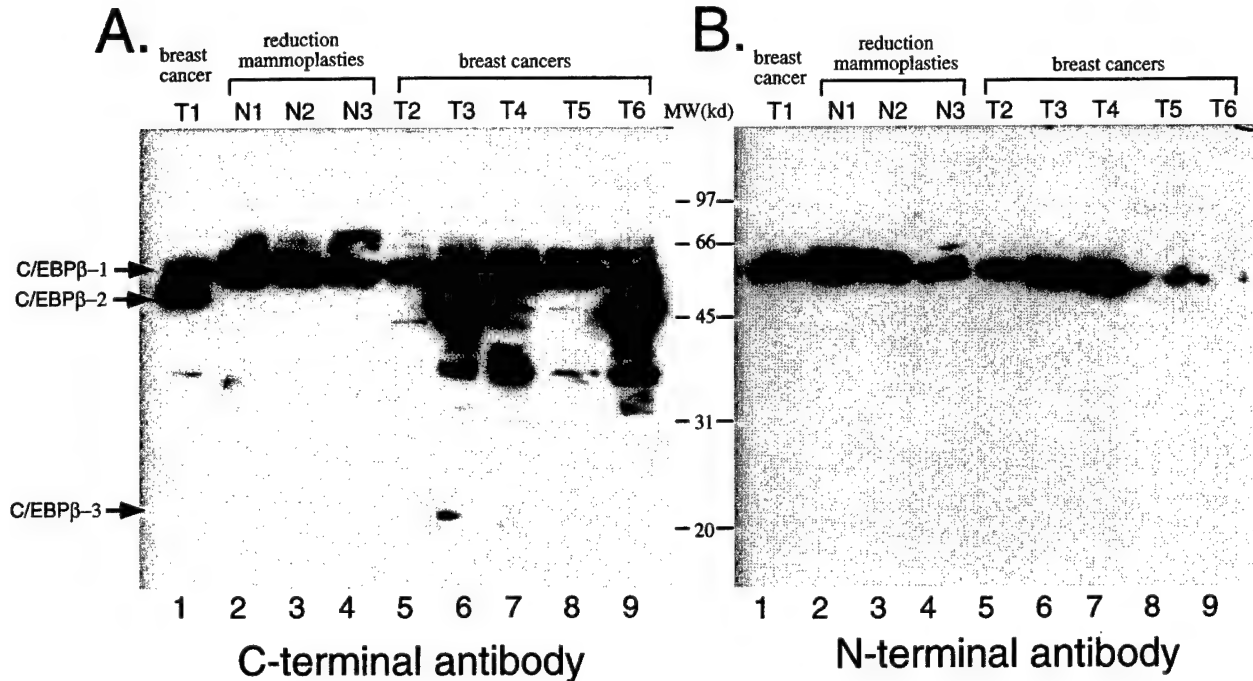 A.
breast
cancer
reduction
mammoplasties
breast cancers
T1 N1 N2 N3 T2 T3 T4 T5 T6
MW(kd)
B.
breast
cancer
reduction
mammoplasties
breast cancers
T1 N1 N2 N3 T2 T3 T4 T5 T6
C/EBPβ–1
C/EBPβ–2
C/EBPβ–3
97
66
45
31
20
1 2 3 4 5 6 7 8 9
C-terminal antibody
1 2 3 4 5 6 7 8 9
N-terminal antibody